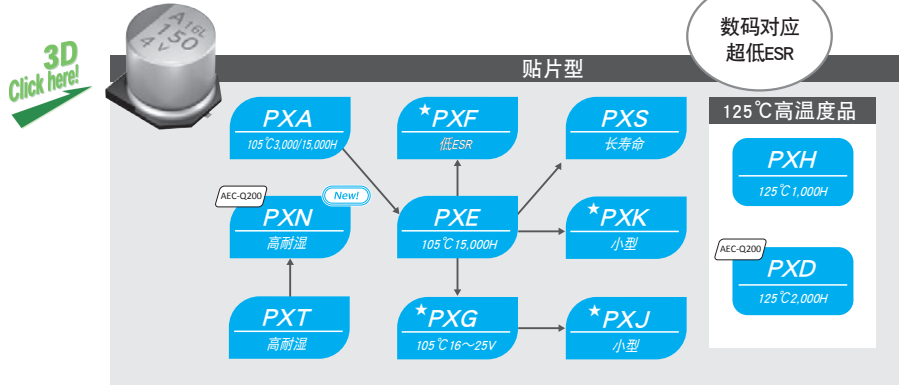 3D
Click here!
A16L
150
4V
数码对应
超低ESR
贴片型
PXA
105℃3,000/15,000H
★PXF
低ESR
PXS
长寿命
AEC-Q200
New!
PXN
高耐湿
PXE
105℃15,000H
★PXK
小型
PXT
高耐湿
★PXG
105℃16～25V
★PXJ
小型
125℃高温度品
PXH
125℃1,000H
AEC-Q200
PXD
125℃2,000H